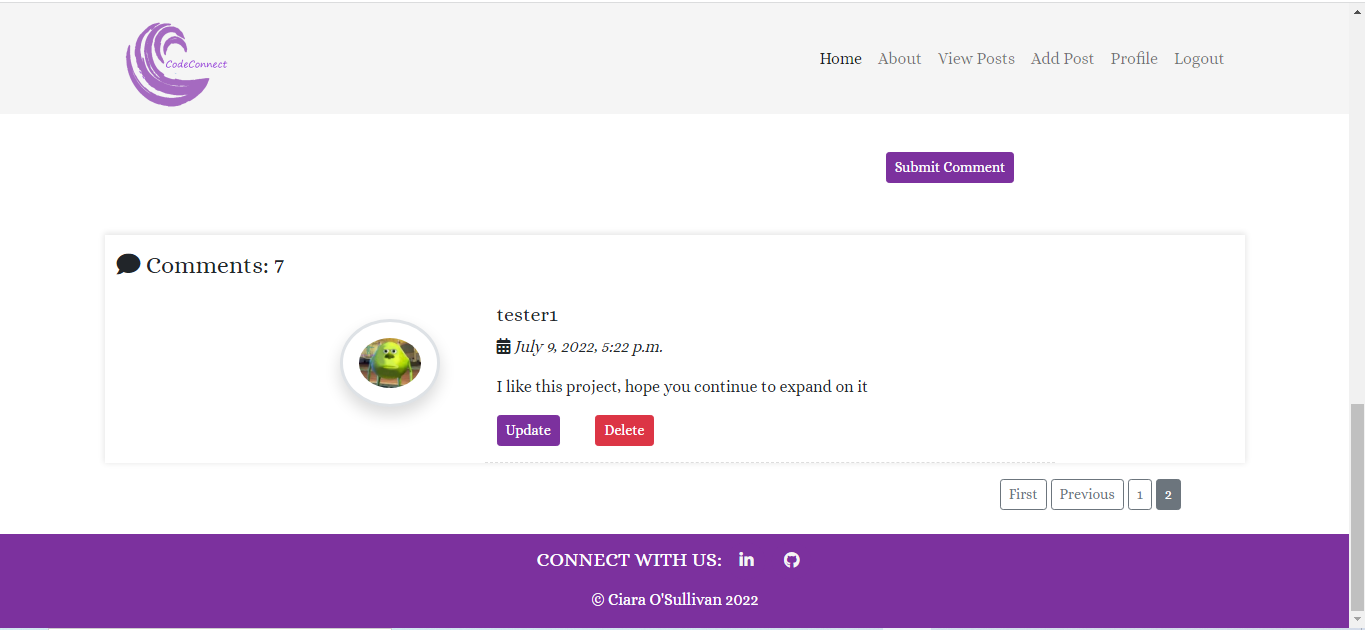 CodeConnect
Home About View Posts Add Post Profile Logout
Submit Comment
Comments: 7
tester1
July 9, 2022, 5:22 p.m.
I like this project, hope you continue to expand on it
Update Delete
First Previous 1 2
CONNECT WITH US: in
© Ciara O'Sullivan 2022